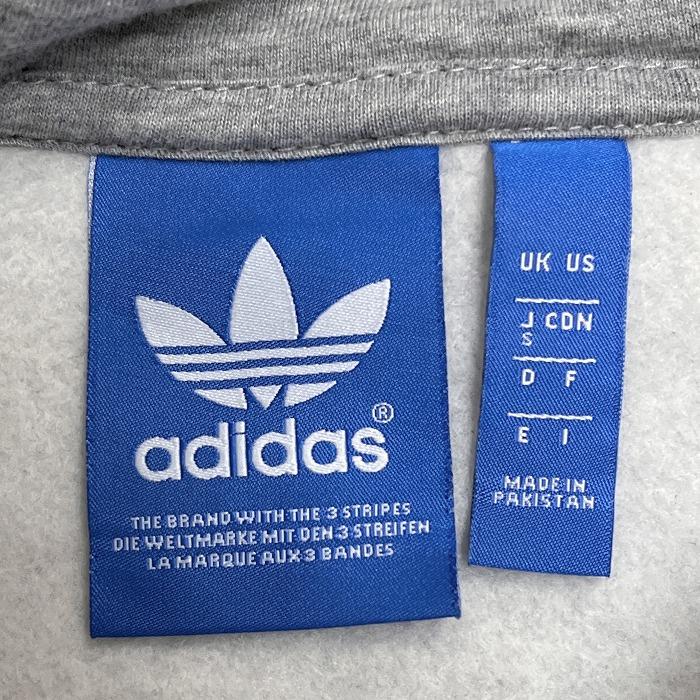 adidas®
THE BRAND WITH THE 3 STRIPES
DIE WELTMARKE MIT DEN 3 STREIFEN
LA MARQUE AUX 3 BANDES
UK US
J CDN
S
D F
E I
MADE IN
PAKISTAN